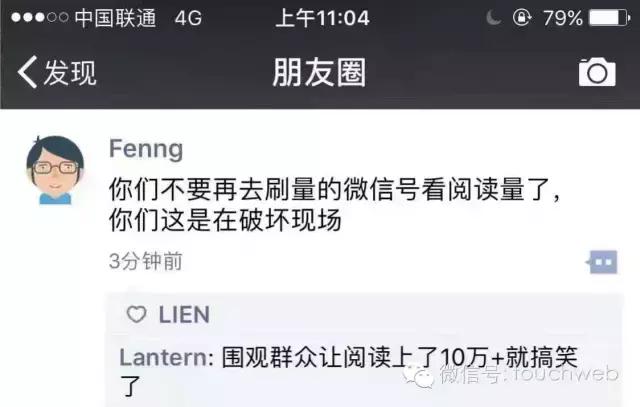 中国联通 4G 上午11:04 79%
发现 朋友圈
Fenng
你们不要再去刷量的微信号看阅读量了，
你们这是在破坏现场
3分钟前
LIEN
Lantern: 围观群众让阅读上了10万+就搞笑
了
微信号: touchweb